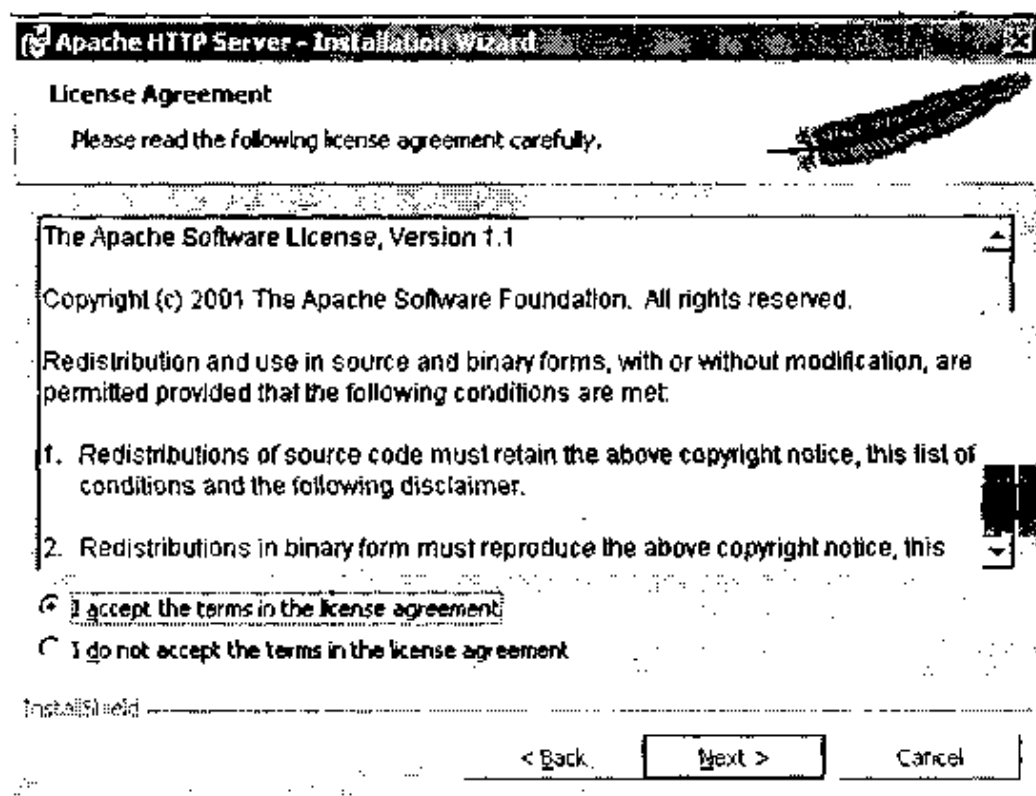 Apache HTTP Server - Installation Wizard
License Agreement
Please read the following license agreement carefully.
The Apache Software License, Version 1.1
Copyright (c) 2001 The Apache Software Foundation. All rights reserved.
Redistribution and use in source and binary forms, with or without modification, are
permitted provided that the following conditions are met:
1. Redistributions of source code must retain the above copyright notice, this list of
conditions and the following disclaimer.
2. Redistributions in binary form must reproduce the above copyright notice, this
I accept the terms in the license agreement
I do not accept the terms in the license agreement
InstallShield
< Back
Next >
Cancel